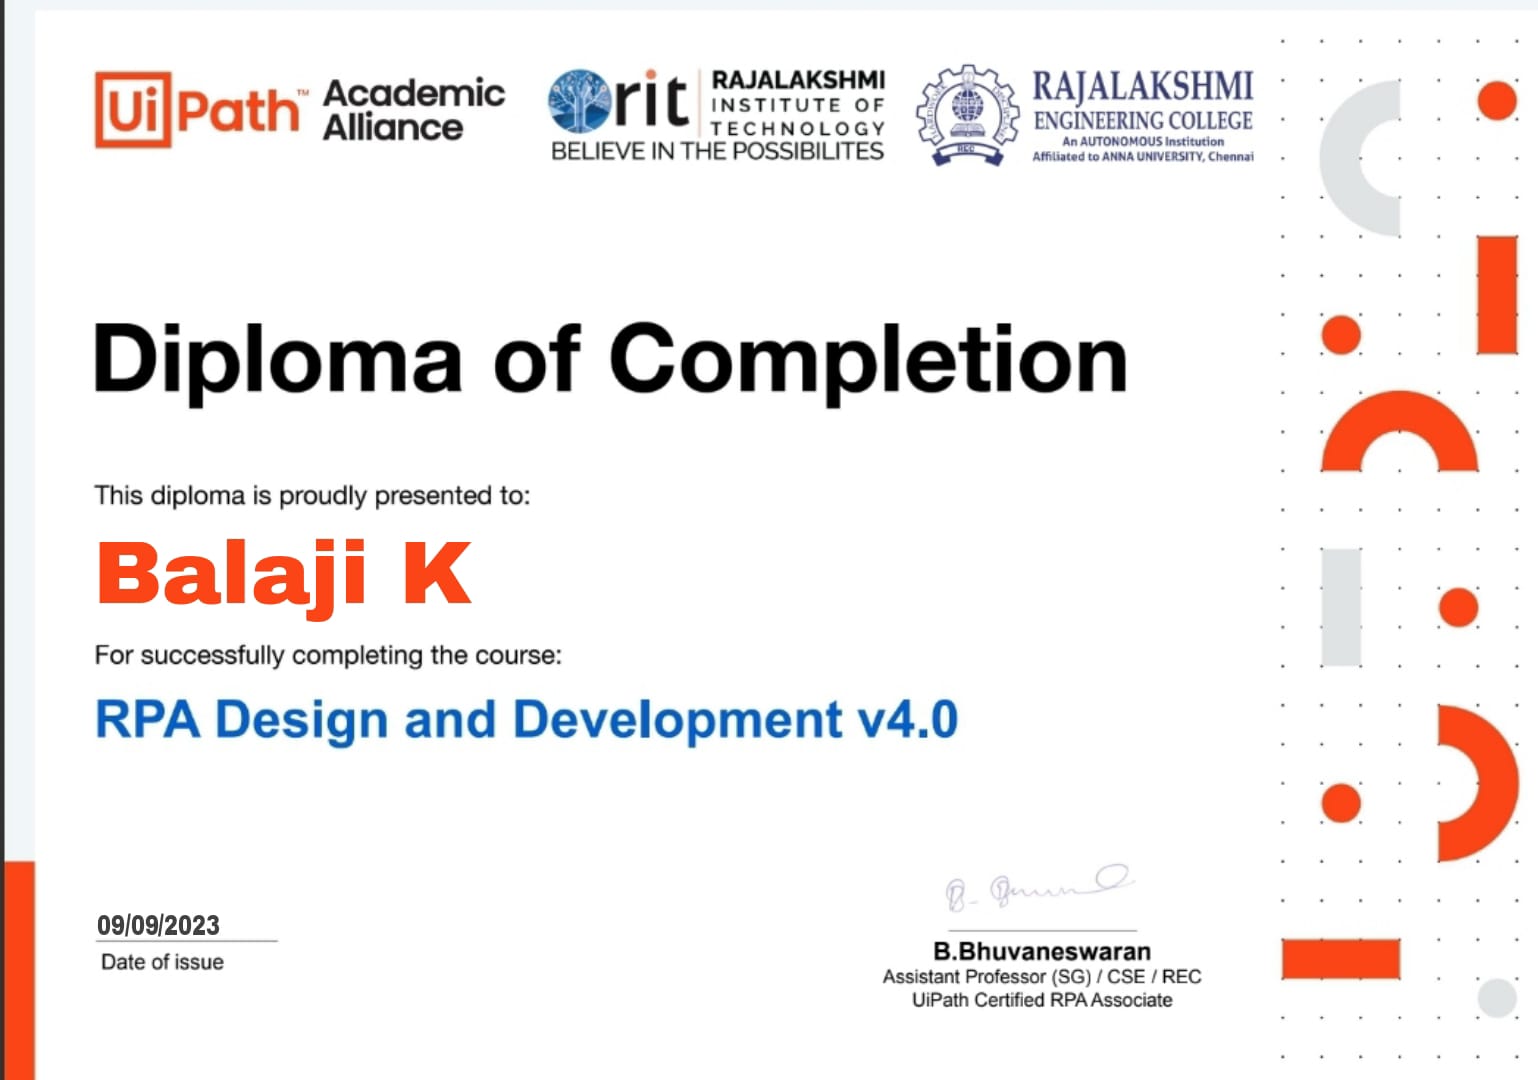 UiPath™ Academic Alliance
rit RAJALAKSHMI INSTITUTE OF TECHNOLOGY
BELIEVE IN THE POSSIBILITES
REC
RAJALAKSHMI
ENGINEERING COLLEGE
An AUTONOMOUS Institution
Affiliated to ANNA UNIVERSITY, Chennai
Diploma of Completion
This diploma is proudly presented to:
Balaji K
For successfully completing the course:
RPA Design and Development v4.0
09/09/2023
Date of issue
B.Bhuvaneswaran
Assistant Professor (SG) / CSE / REC
UiPath Certified RPA Associate